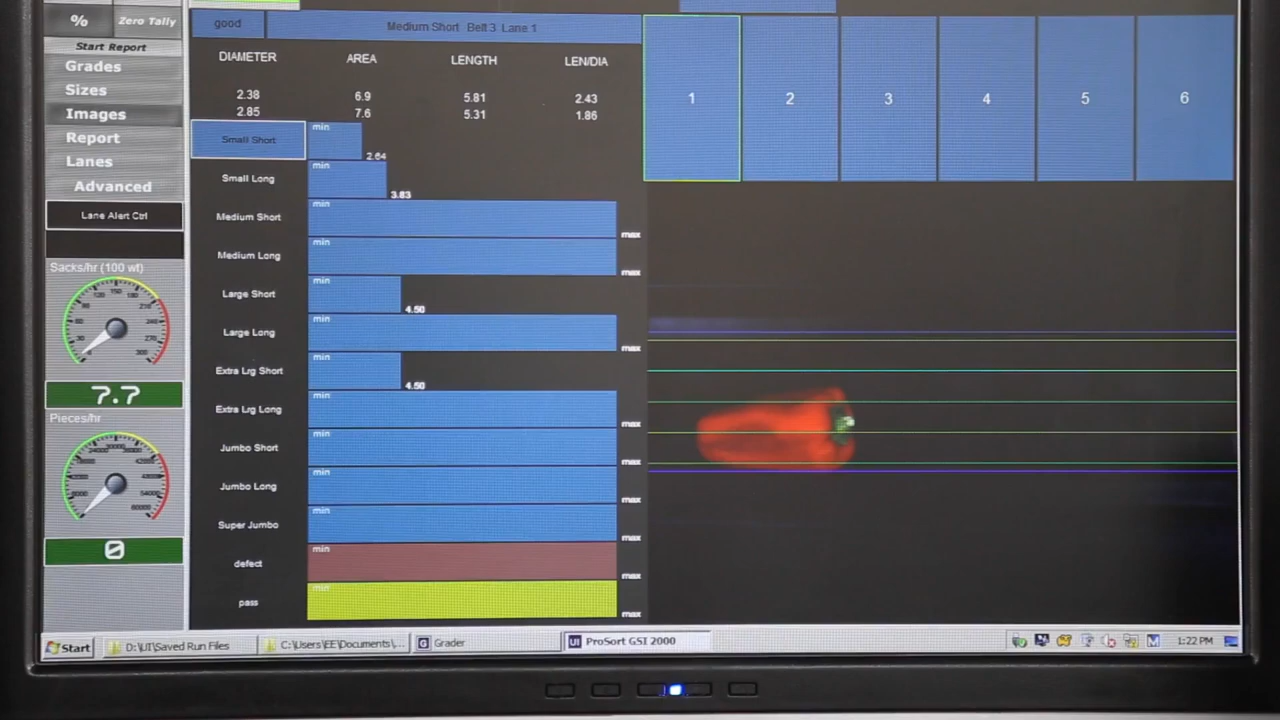 % Zero Tally
good Medium Short Belt 3 Lane 1
Start Report
Grades
Sizes
Images
Report
Lanes
Advanced
Lane Alert Ctrl
Sacks/hr (100 wt)
7.7
Pieces/hr
0
DIAMETER AREA LENGTH LEN/DIA
2.38 6.9 5.81 2.43
2.85 7.6 5.31 1.86
Small Short min 2.64
Small Long min 3.83
Medium Short min max
Medium Long min max
Large Short min 4.50
Large Long min max
Extra Lrg Short min 4.50
Extra Lrg Long min max
Jumbo Short min max
Jumbo Long min max
Super Jumbo min max
defect min max
pass min max
1 2 3 4 5 6
Start D:\UI\Saved Run Files C:\Users\EE\Documents\... G Grader UI ProSort GSI 2000 1:22 PM